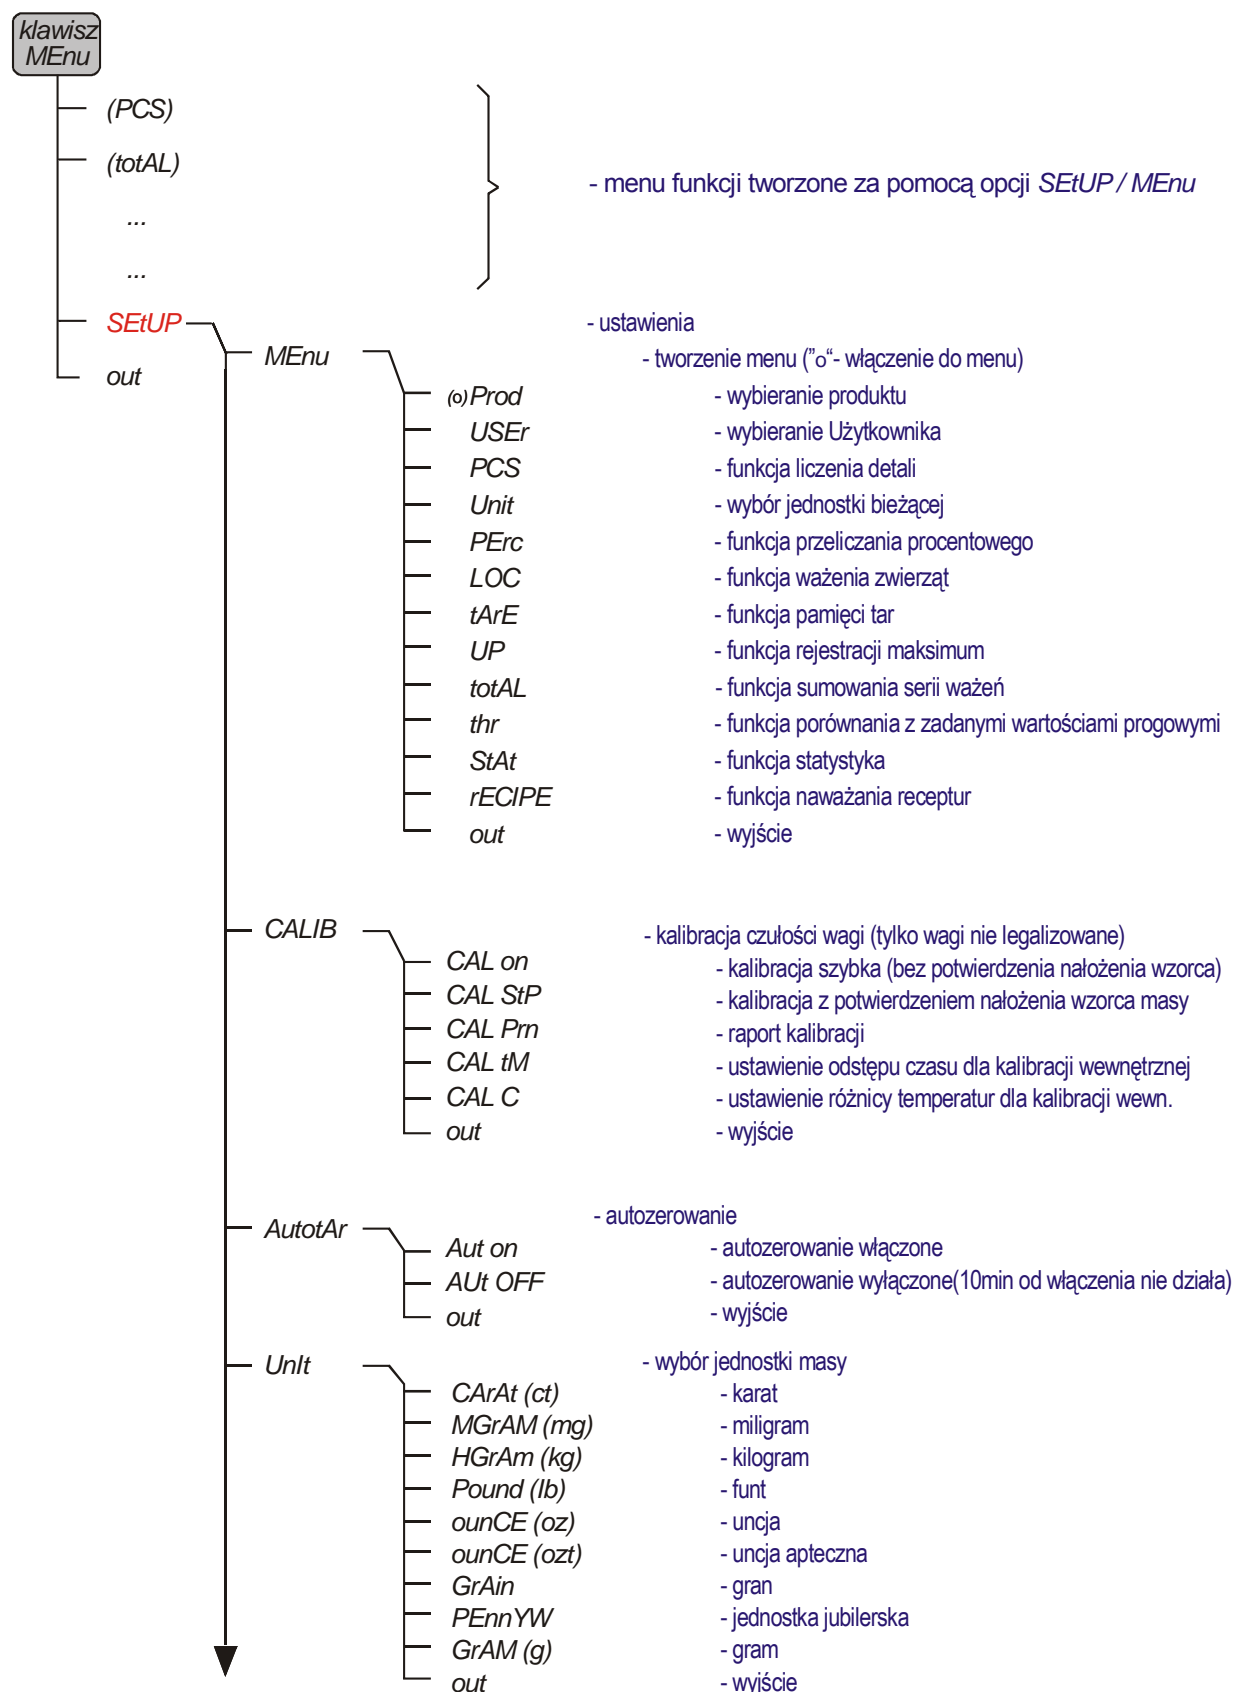 klawisz
MEnu
(PCS)
(totAL)
- menu funkcji tworzone za pomocą opcji SEtUP / MEnu
...
...
SEtUP - ustawienia
MEnu - tworzenie menu (”o“- włączenie do menu)
out
(o) Prod - wybieranie produktu
USEr - wybieranie Użytkownika
PCS - funkcja liczenia detali
Unit - wybór jednostki bieżącej
PErc - funkcja przeliczania procentowego
LOC - funkcja ważenia zwierząt
tArE - funkcja pamięci tar
UP - funkcja rejestracji maksimum
totAL - funkcja sumowania serii ważeń
thr - funkcja porównania z zadanymi wartościami progowymi
StAt - funkcja statystyka
rECIPE - funkcja naważania receptur
out - wyjście
CALIB - kalibracja czułości wagi (tylko wagi nie legalizowane)
CAL on - kalibracja szybka (bez potwierdzenia nałożenia wzorca)
CAL StP - kalibracja z potwierdzeniem nałożenia wzorca masy
CAL Prn - raport kalibracji
CAL tM - ustawienie odstępu czasu dla kalibracji wewnętrznej
CAL C - ustawienie różnicy temperatur dla kalibracji wewn.
out - wyjście
AutotAr - autozerowanie
Aut on - autozerowanie włączone
AUt OFF - autozerowanie wyłączone(10min od włączenia nie działa)
out - wyjście
UnIt - wybór jednostki masy
CArAt (ct) - karat
MGrAM (mg) - miligram
HGrAm (kg) - kilogram
Pound (lb) - funt
ounCE (oz) - uncja
ounCE (ozt) - uncja apteczna
GrAin - gran
PEnnYW - jednostka jubilerska
GrAM (g) - gram
out - wyjście